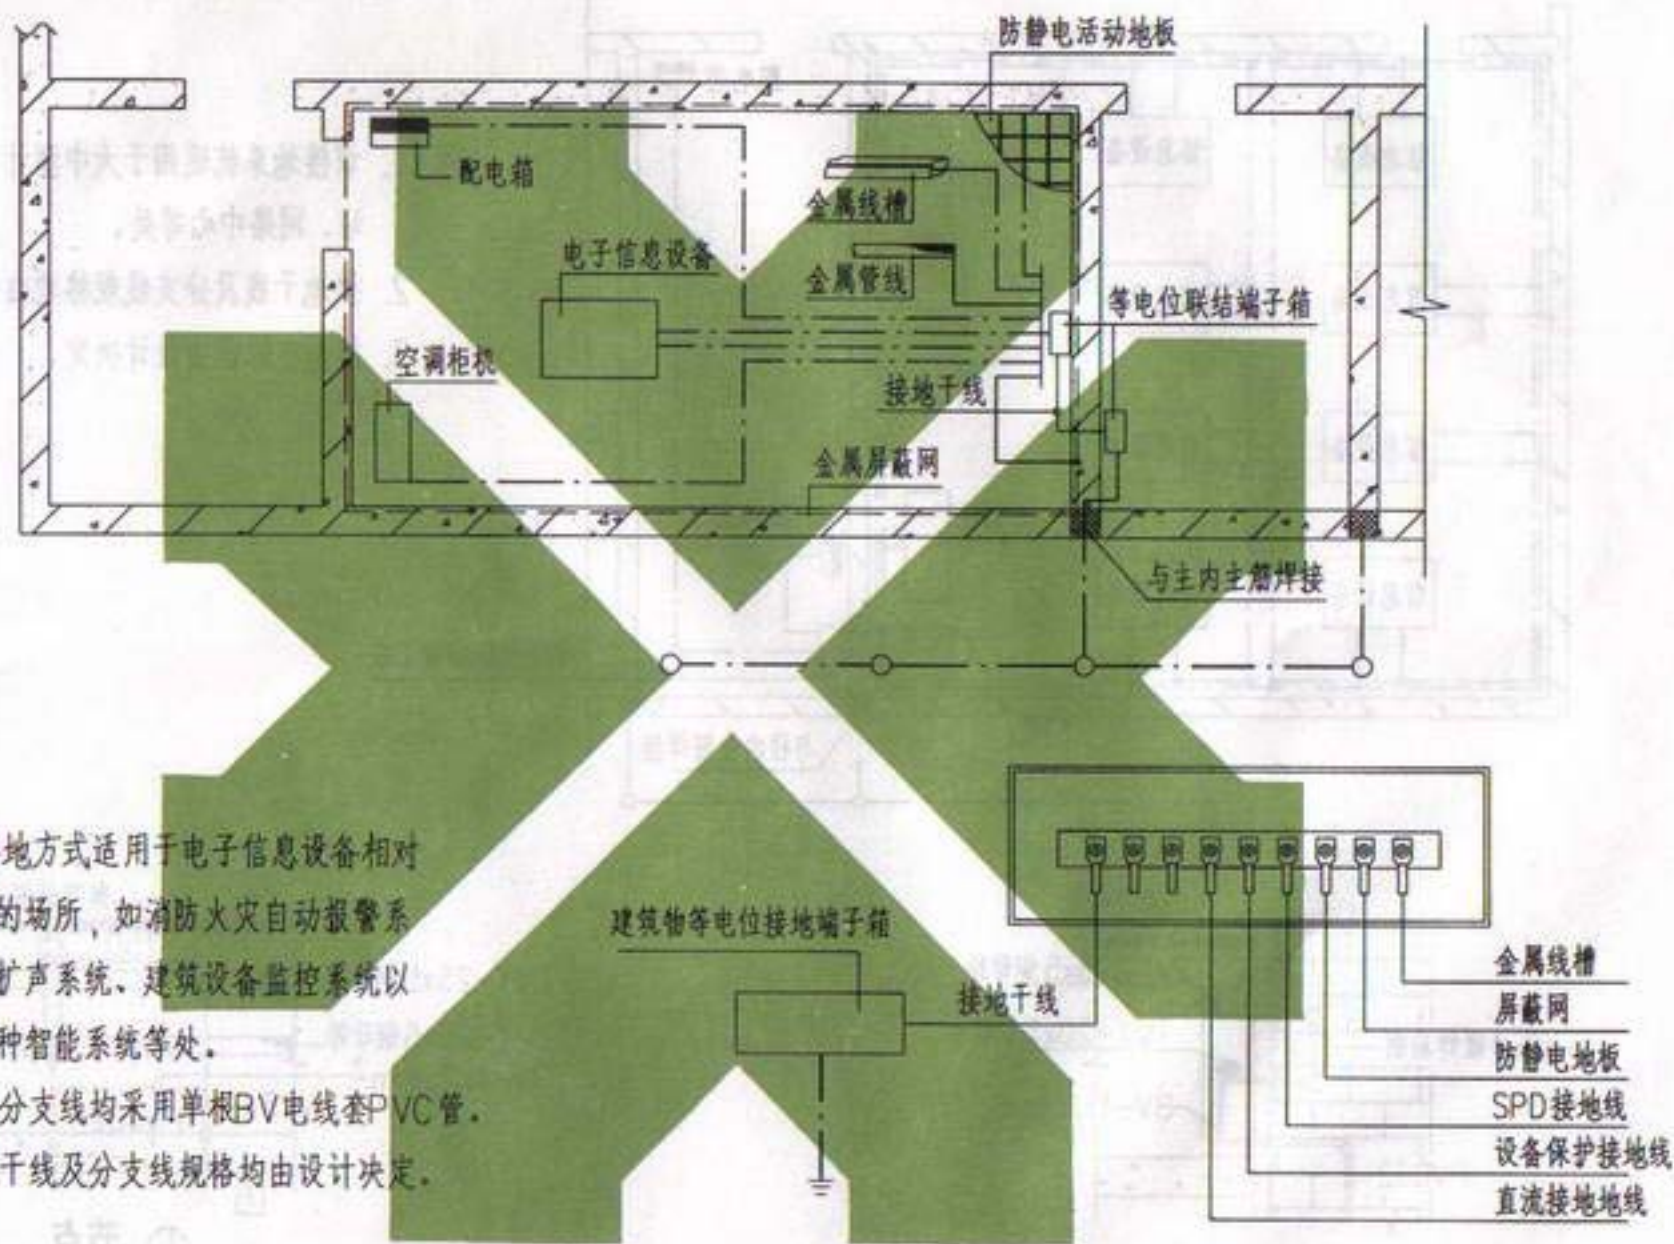 防静电活动地板
配电箱
金属线槽
电子信息设备
金属管线
等电位联结端子箱
空调柜机
接地干线
金属屏蔽网
与主内主筋焊接
地方式适用于电子信息设备相对
的场所，如消防火灾自动报警系
扩声系统、建筑设备监控系统以
种智能系统等处。
分支线均采用单根BV电线套PVC管。
干线及分支线规格均由设计决定。
建筑物等电位接地端子箱
接地干线
金属线槽
屏蔽网
防静电地板
SPD接地线
设备保护接地线
直流接地地线